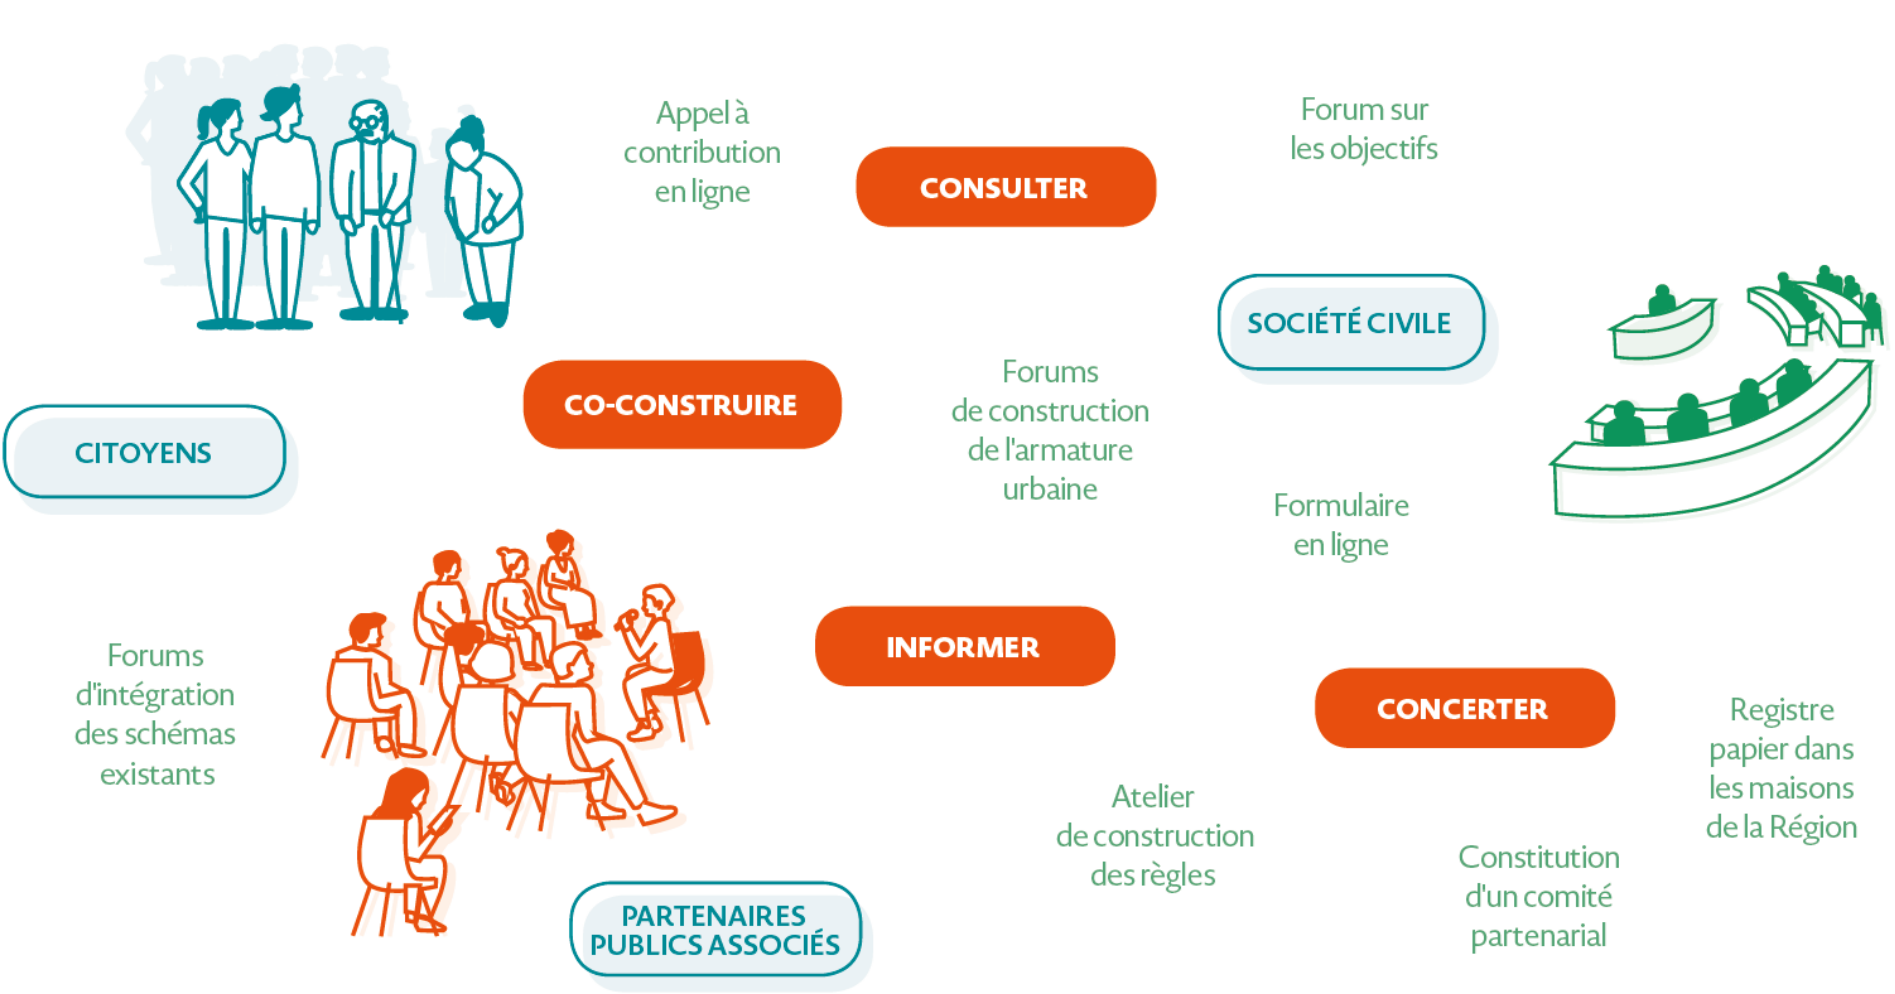 Appel à
contribution
en ligne
CONSULTER
Forum sur
les objectifs
SOCIÉTÉ CIVILE
CO-CONSTRUIRE
Forums
de construction
de l'armature
urbaine
CITOYENS
Formulaire
en ligne
Forums
d'intégration
des schémas
existants
INFORMER
CONCERTER
Registre
papier dans
les maisons
de la Région
Atelier
de construction
des règles
Constitution
d'un comité
partenarial
PARTENAIRES
PUBLICS ASSOCIÉS